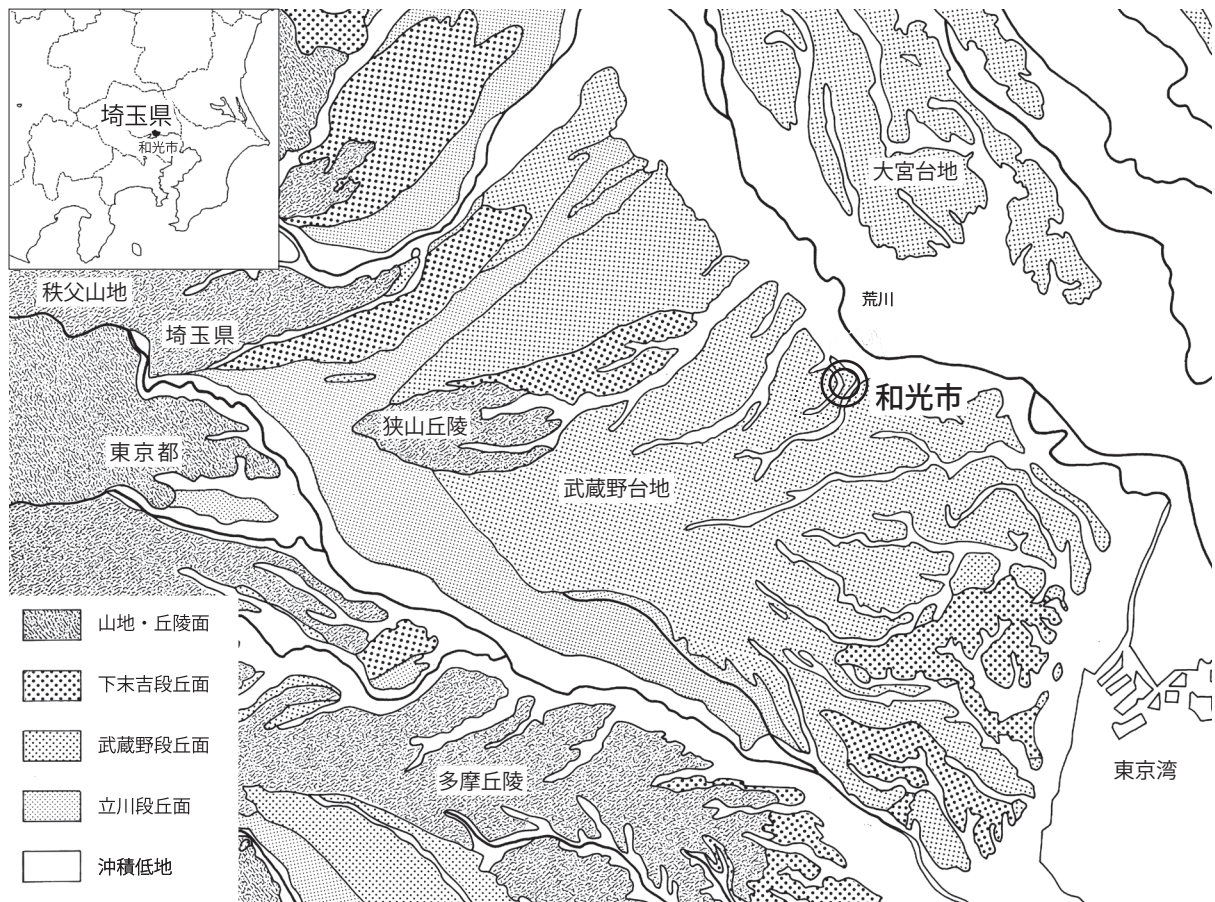 埼玉県
和光市
大宮台地
秩父山地
荒川
埼玉県
和光市
狭山丘陵
東京都
武蔵野台地
山地・丘陵面
下末吉段丘面
武蔵野段丘面
立川段丘面
沖積低地
多摩丘陵
東京湾